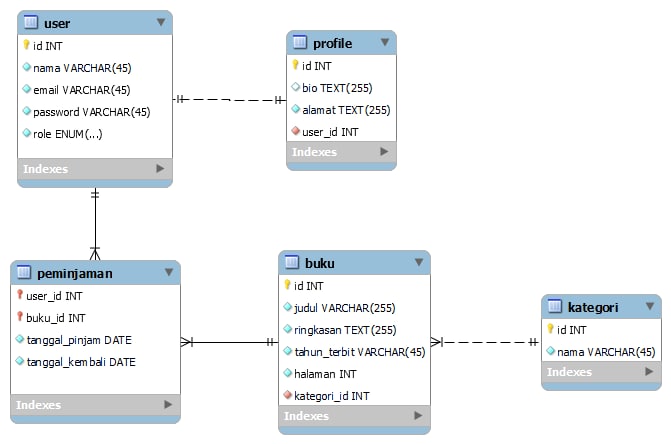 user
id INT
nama VARCHAR(45)
email VARCHAR(45)
password VARCHAR(45)
role ENUM(...)
Indexes
profile
id INT
bio TEXT(255)
alamat TEXT(255)
user_id INT
Indexes
peminjaman
user_id INT
buku_id INT
tanggal_pinjam DATE
tanggal_kembali DATE
Indexes
buku
id INT
judul VARCHAR(255)
ringkasan TEXT(255)
tahun_terbit VARCHAR(45)
halaman INT
kategori_id INT
Indexes
kategori
id INT
nama VARCHAR(45)
Indexes